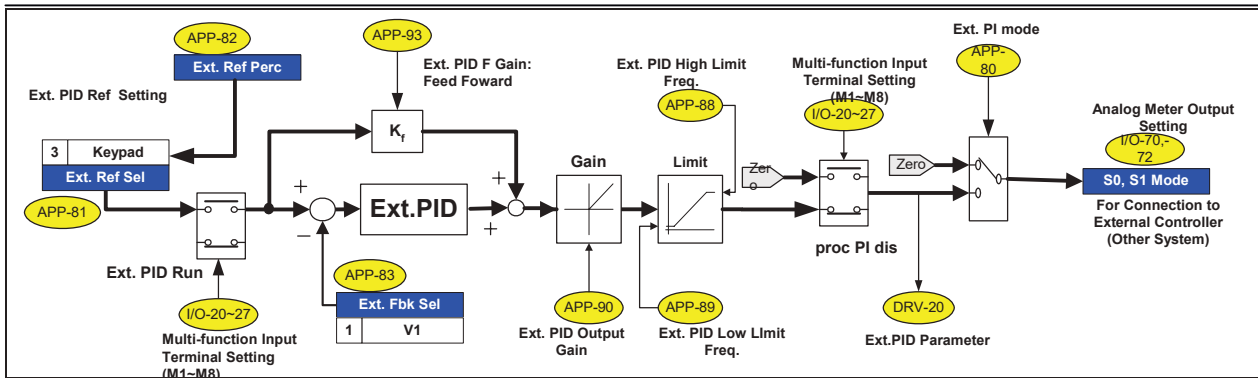 APP-82
Ext. Ref Perc
Ext. PID Ref Setting
3 Keypad
Ext. Ref Sel
APP-81
Ext. PID Run
I/O-20~27
Multi-function Input
Terminal Setting
(M1~M8)
APP-93
Ext. PID F Gain:
Feed Foward
Kf
+
−
Ext.PID
+
+
APP-83
Ext. Fbk Sel
1 V1
Gain
APP-90
Ext. PID Output
Gain
Ext. PID High Limit
Freq.
APP-88
Limit
APP-89
Ext. PID Low LImit
Freq.
Multi-function Input
Terminal Setting
(M1~M8)
I/O-20~27
Zer
o
proc PI dis
Ext. PI mode
APP-
80
Zero
DRV-20
Ext.PID Parameter
Analog Meter Output
Setting
I/O-70,-
72
S0, S1 Mode
For Connection to
External Controller
(Other System)